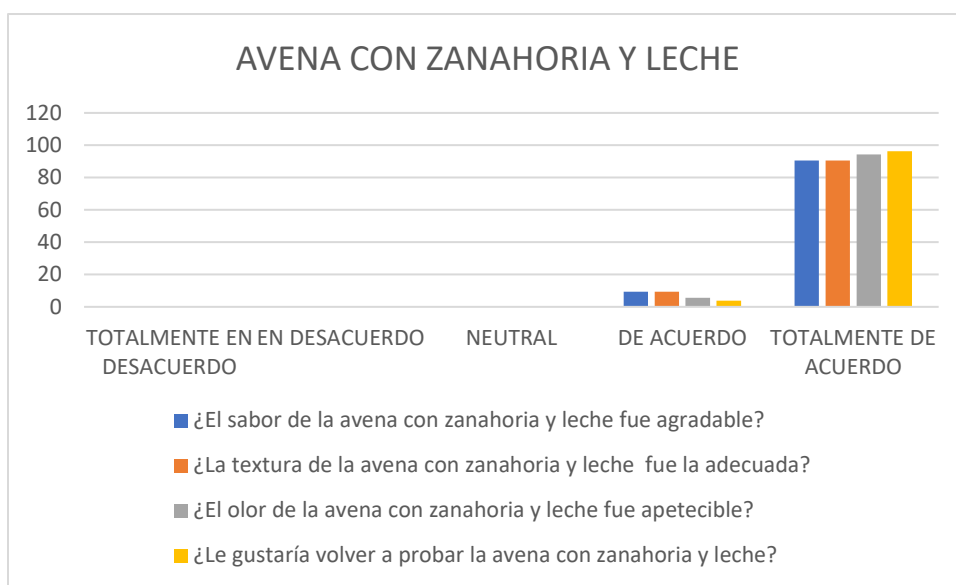 AVENA CON ZANAHORIA Y LECHE
120
100
80
60
40
20
0
TOTALMENTE EN DESACUERDO
EN DESACUERDO
NEUTRAL
DE ACUERDO
TOTALMENTE DE ACUERDO
¿El sabor de la avena con zanahoria y leche fue agradable?
¿La textura de la avena con zanahoria y leche fue la adecuada?
¿El olor de la avena con zanahoria y leche fue apetecible?
¿Le gustaría volver a probar la avena con zanahoria y leche?